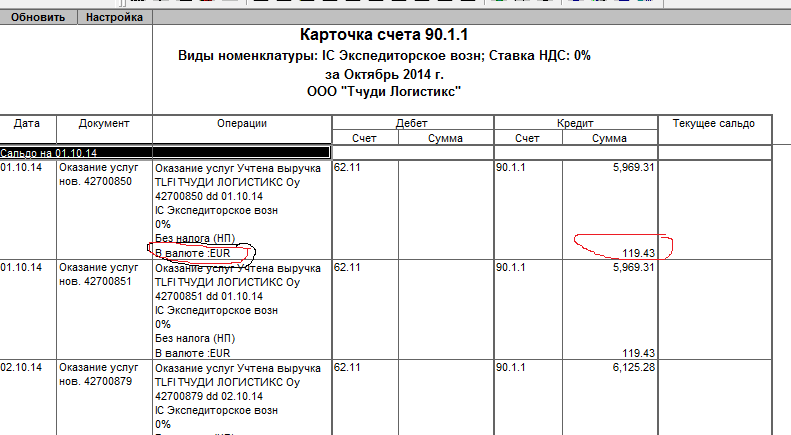 Обновить Настройка
Карточка счета 90.1.1
Виды номенклатуры: IC Экспедиторское возн; Ставка НДС: 0%
за Октябрь 2014 г.
ООО "Тчуди Логистикс"
Дата Документ Операции Дебет Кредит Текущее сальдо
Счет Сумма Счет Сумма
Сальдо на 01.10.14
01.10.14 Оказание услуг Оказание услуг Учтена выручка 62.11 90.1.1 5,969.31
нов. 42700850 TLFI ТЧУДИ ЛОГИСТИКС Оу
42700850 dd 01.10.14
IC Экспедиторское возн
0%
Без налога (НП)
В валюте :EUR 119.43
01.10.14 Оказание услуг Оказание услуг Учтена выручка 62.11 90.1.1 5,969.31
нов. 42700851 TLFI ТЧУДИ ЛОГИСТИКС Оу
42700851 dd 01.10.14
IC Экспедиторское возн
0%
Без налога (НП)
В валюте :EUR 119.43
02.10.14 Оказание услуг Оказание услуг Учтена выручка 62.11 90.1.1 6,125.28
нов. 42700879 TLFI ТЧУДИ ЛОГИСТИКС Оу
42700879 dd 02.10.14
IC Экспедиторское возн
0%